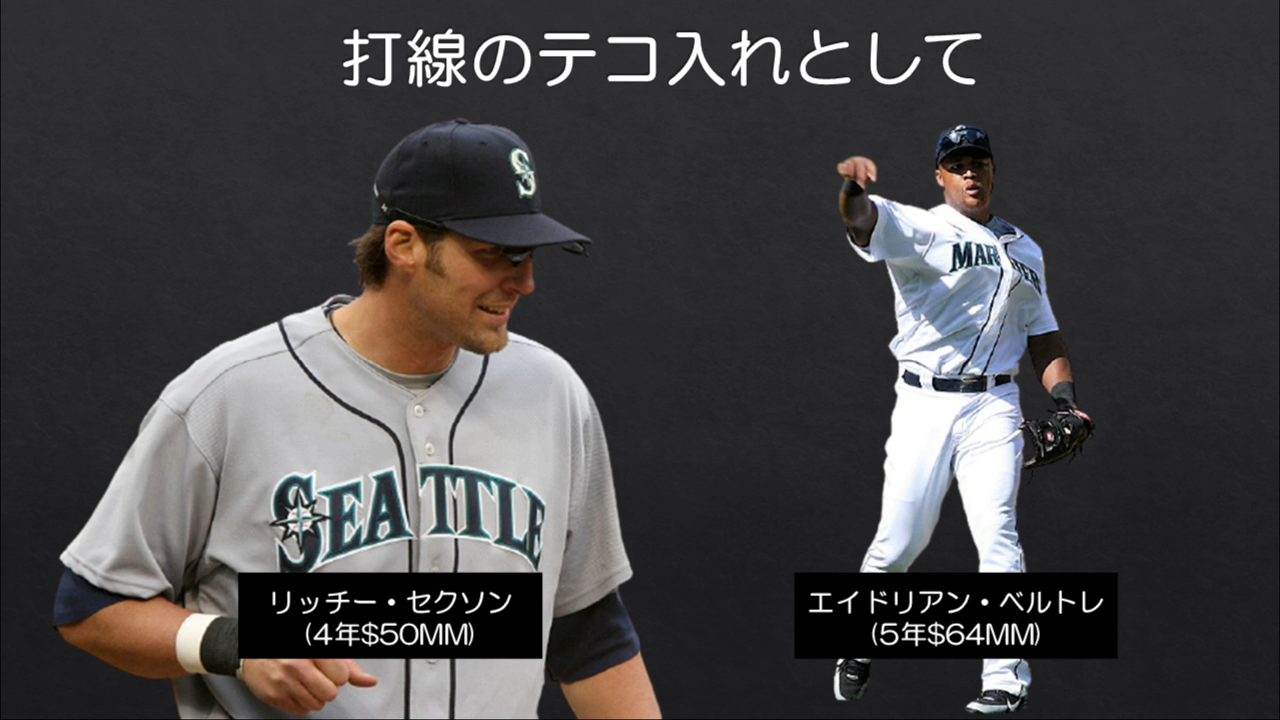 打線のテコ入れとして
S
MARINER
SEATTLE
リッチー・セクソン
(4年$50MM)
エイドリアン・ベルトレ
(5年$64MM)